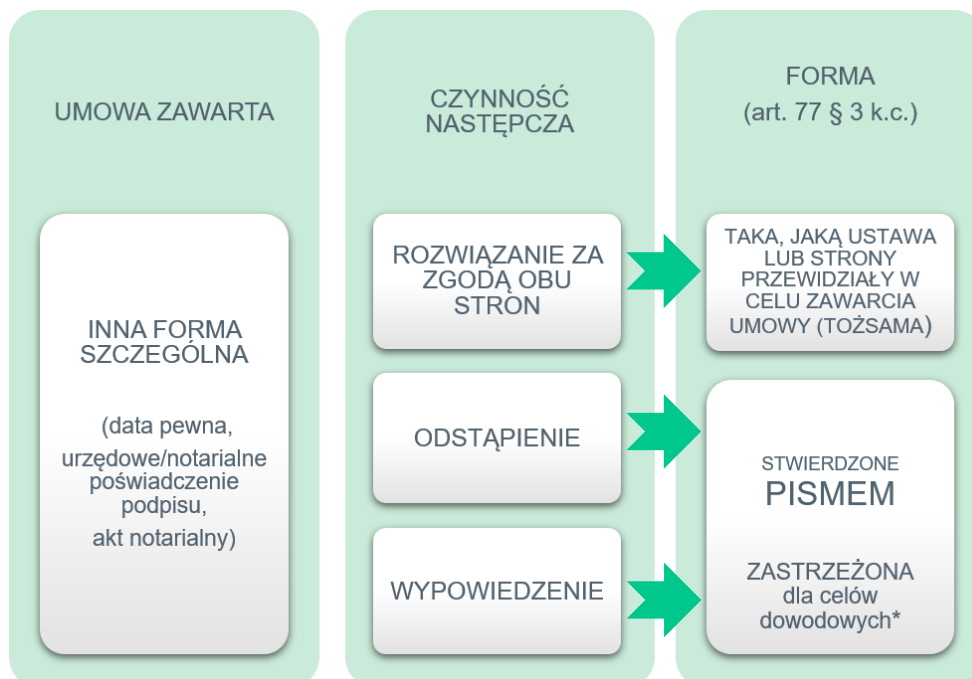 UMOWA ZAWARTA
INNA FORMA
SZCZEGÓLNA
(data pewna,
urzędowe/notarialne
poświadczenie
podpisu,
akt notarialny)
CZYNNOŚĆ
NASTĘPCZA
ROZWIĄZANIE ZA
ZGODĄ OBU
STRON
ODSTĄPIENIE
WYPOWIEDZENIE
FORMA
(art. 77 § 3 k.c.)
TAKA, JAKĄ USTAWA
LUB STRONY
PRZEWIDZIAŁY W
CELU ZAWARCIA
UMOWY (TOŻSAMA)
STWIERDZONE
PISMEM
ZASTRZEŻONA
dla celów
dowodowych*